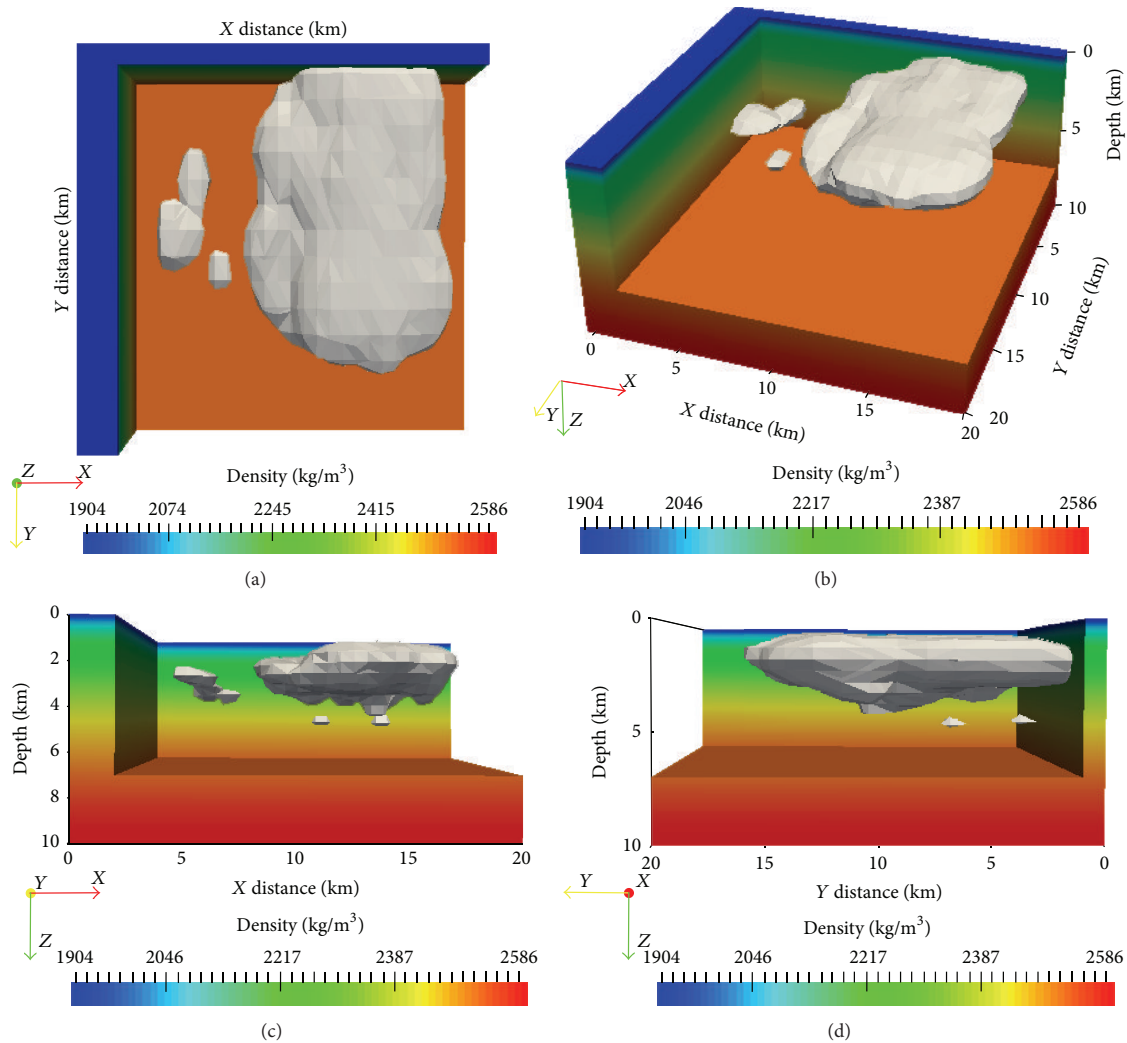 X distance (km)
Y distance (km)
Z
X
Y
Density (kg/m³)
1904 2074 2245 2415 2586
(a)
0
5
10
Depth (km)
0
5
10
15
20
X distance (km)
5
10
15
20
Y distance (km)
X
Y
Z
Density (kg/m³)
1904 2046 2217 2387 2586
(b)
0
2
4
6
8
10
Depth (km)
0 5 10 15 20
X distance (km)
Y
X
Z
Density (kg/m³)
1904 2046 2217 2387 2586
(c)
0
5
10
Depth (km)
20 15 10 5 0
Y distance (km)
Y
X
Z
Density (kg/m³)
1904 2046 2217 2387 2586
(d)